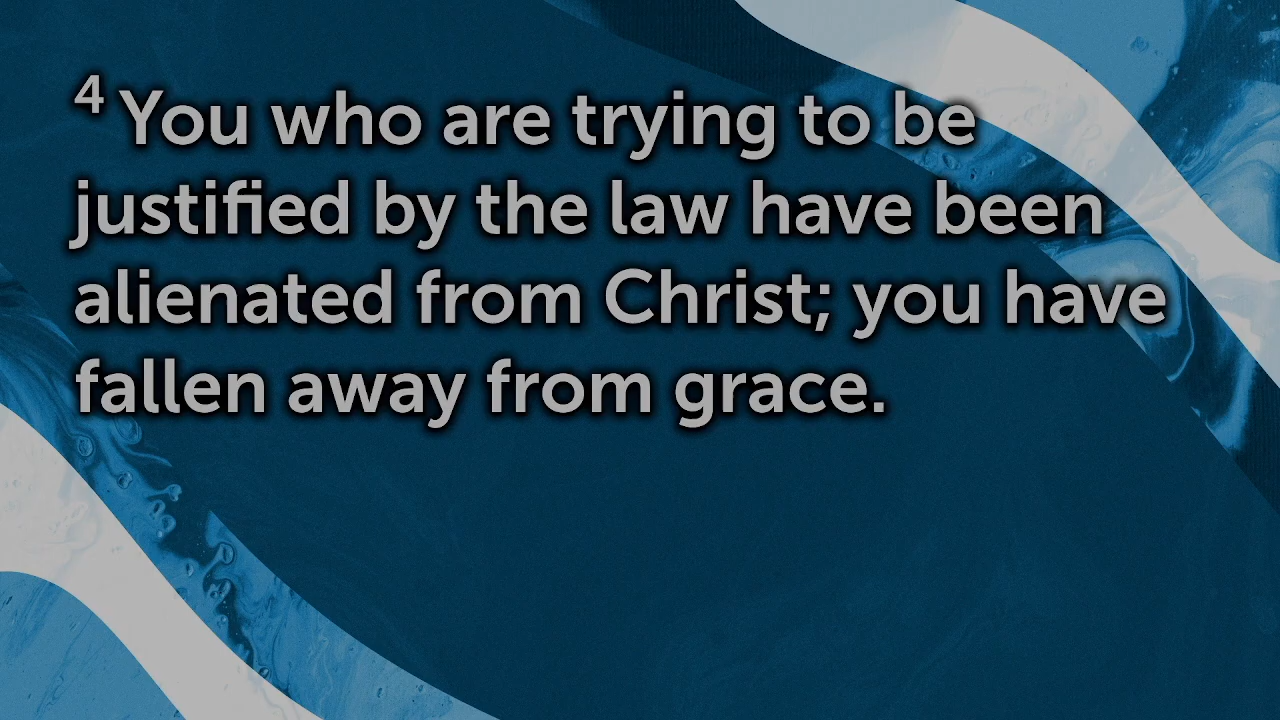 4 You who are trying to be
justified by the law have been
alienated from Christ; you have
fallen away from grace.